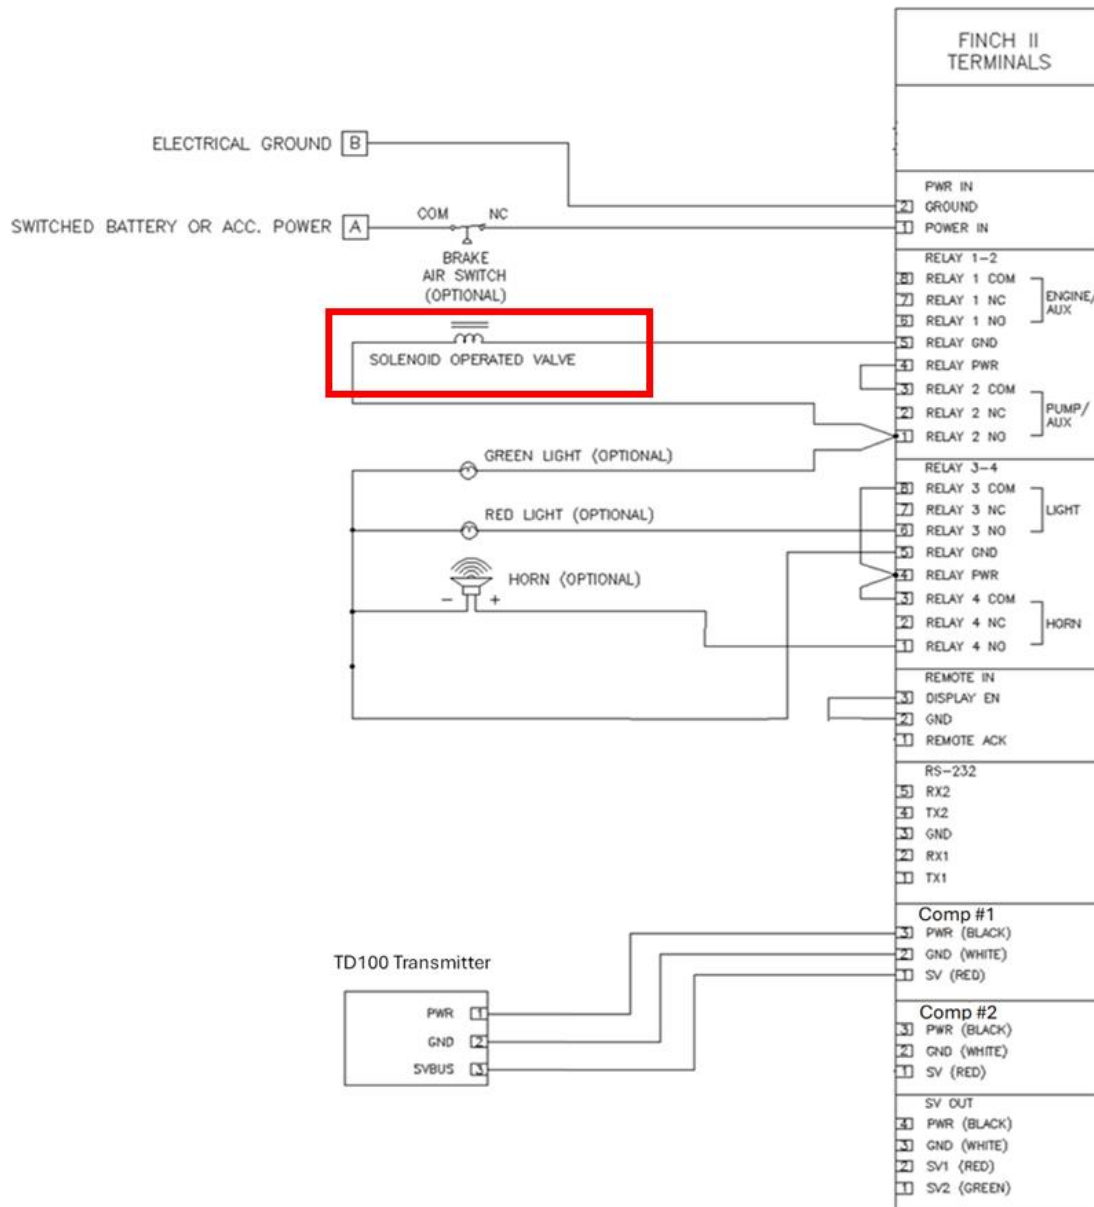 FINCH II
TERMINALS
ELECTRICAL GROUND B
SWITCHED BATTERY OR ACC. POWER A
COM NC
BRAKE
AIR SWITCH
(OPTIONAL)
SOLENOID OPERATED VALVE
GREEN LIGHT (OPTIONAL)
RED LIGHT (OPTIONAL)
HORN (OPTIONAL)
- +
PWR IN
2 GROUND
1 POWER IN
RELAY 1-2
8 RELAY 1 COM
7 RELAY 1 NC
6 RELAY 1 NO
ENGINE/
AUX
5 RELAY GND
4 RELAY PWR
3 RELAY 2 COM
2 RELAY 2 NC
1 RELAY 2 NO
PUMP/
AUX
RELAY 3-4
8 RELAY 3 COM
7 RELAY 3 NC
6 RELAY 3 NO
LIGHT
5 RELAY GND
4 RELAY PWR
3 RELAY 4 COM
2 RELAY 4 NC
1 RELAY 4 NO
HORN
REMOTE IN
3 DISPLAY EN
2 GND
1 REMOTE ACK
RS-232
5 RX2
4 TX2
3 GND
2 RX1
1 TX1
Comp #1
3 PWR (BLACK)
2 GND (WHITE)
1 SV (RED)
TD100 Transmitter
PWR 1
GND 2
SVBUS 3
Comp #2
3 PWR (BLACK)
2 GND (WHITE)
1 SV (RED)
SV OUT
4 PWR (BLACK)
3 GND (WHITE)
2 SV1 (RED)
1 SV2 (GREEN)